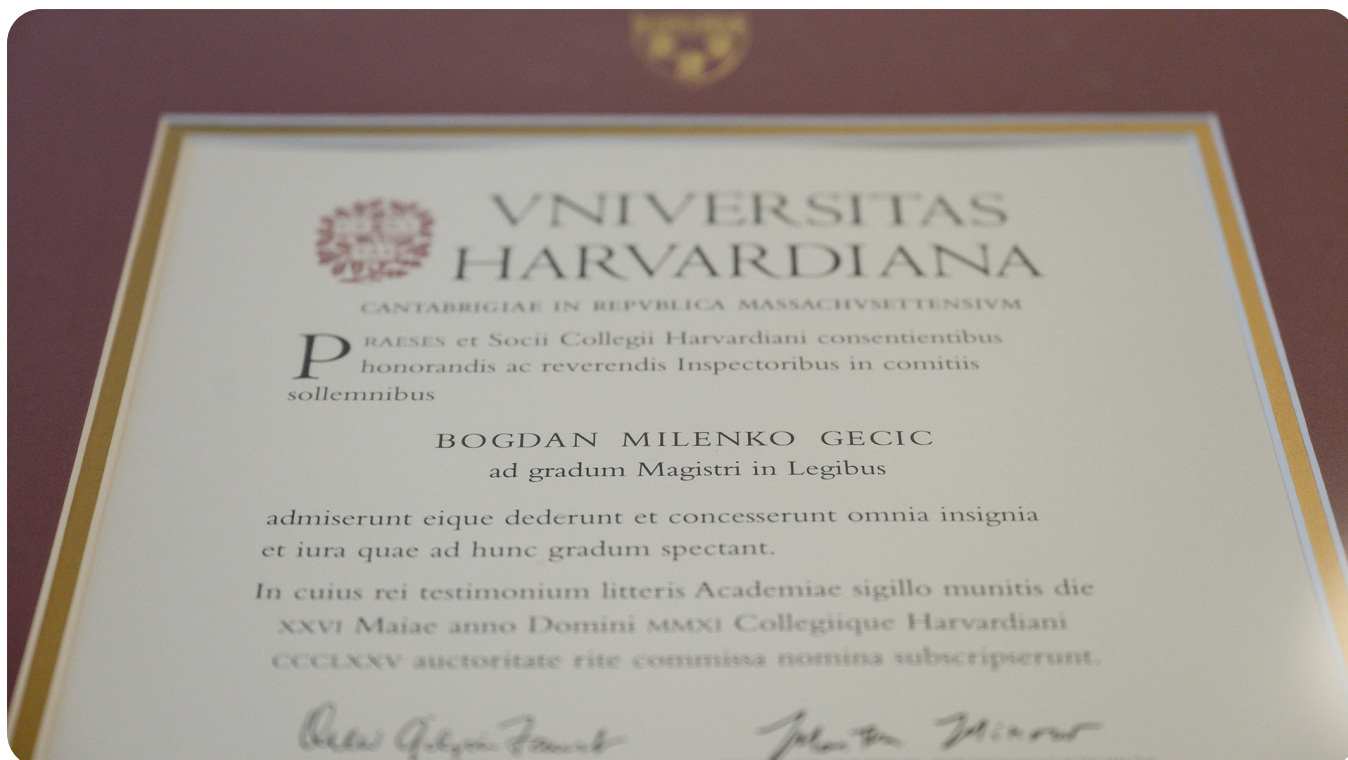 VNIVERSITAS
HARVARDIANA
CANTABRIGIAE IN REPVBLICA MASSACHVSETTENSIVM
PRAESES et Socii Collegii Harvardiani consentientibus
honorandis ac reverendis Inspectoribus in comitiis
sollemnibus
BOGDAN MILENKO GECIC
ad gradum Magistri in Legibus
admiserunt eique dederunt et concesserunt omnia insignia
et iura quae ad hunc gradum spectant.
In cuius rei testimonium litteris Academiae sigillo munitis die
XXVI Maiae anno Domini MMXI Collegiique Harvardiani
CCCLXXV auctoritate rite commissa nomina subscripserunt.